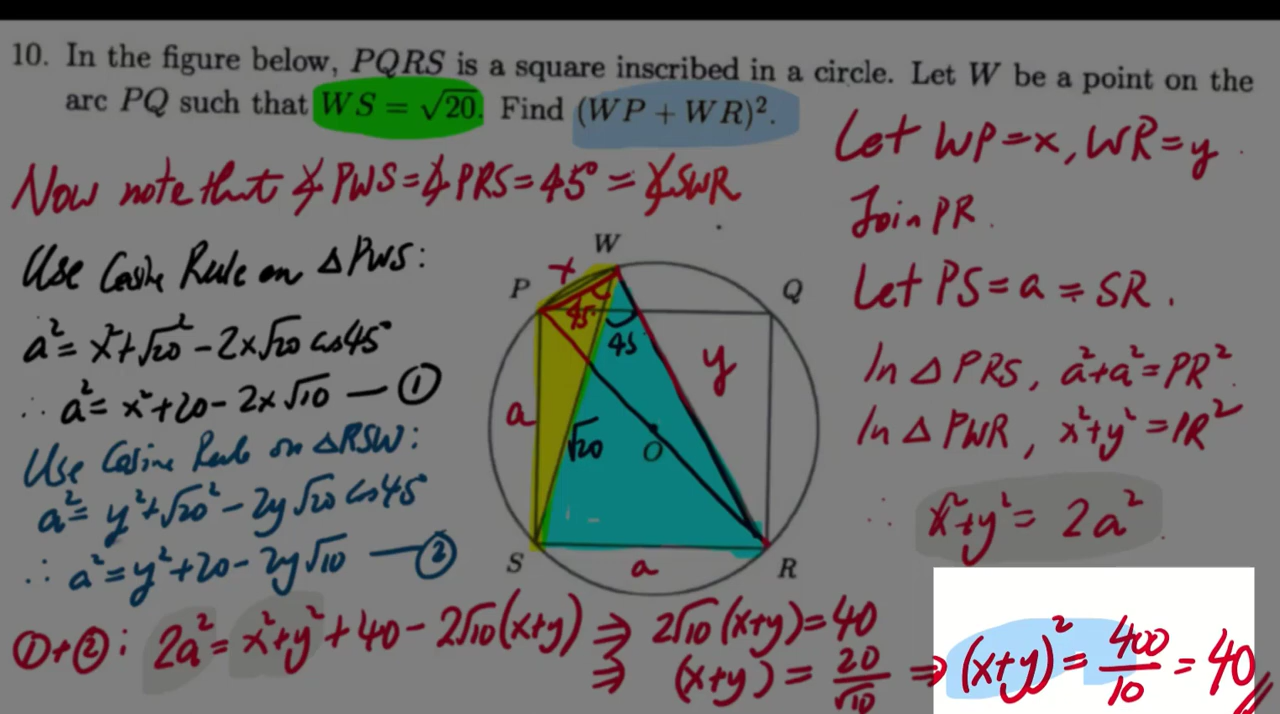 10. In the figure below, PQRS is a square inscribed in a circle. Let W be a point on the
arc PQ such that WS = √20. Find (WP + WR)².
Let WP=x, WR=y.
Now note that ∡PWS=∡PRS=45°=∡SWR
Join PR.
Use Cosine Rule on △PWS:
Let PS=a=SR.
a²=x²+√20²-2x√20 cos45°
∴ a²=x²+20-2x√10 — ①
In △PRS, a²+a²=PR².
In △PWR, x²+y²=PR²
Use Cosine Rule on △RSW:
a²=y²+√20²-2y√20 cos45°
∴ a²=y²+20-2y√10 — ②
∴ x²+y²=2a²
W
P
Q
x
45°
45
y
a
√20
O
S
a
R
①+②: 2a²=x²+y²+40-2√10(x+y) ⇒ 2√10(x+y)=40
⇒ (x+y)=20/√10 ⇒ (x+y)²=400/10=40